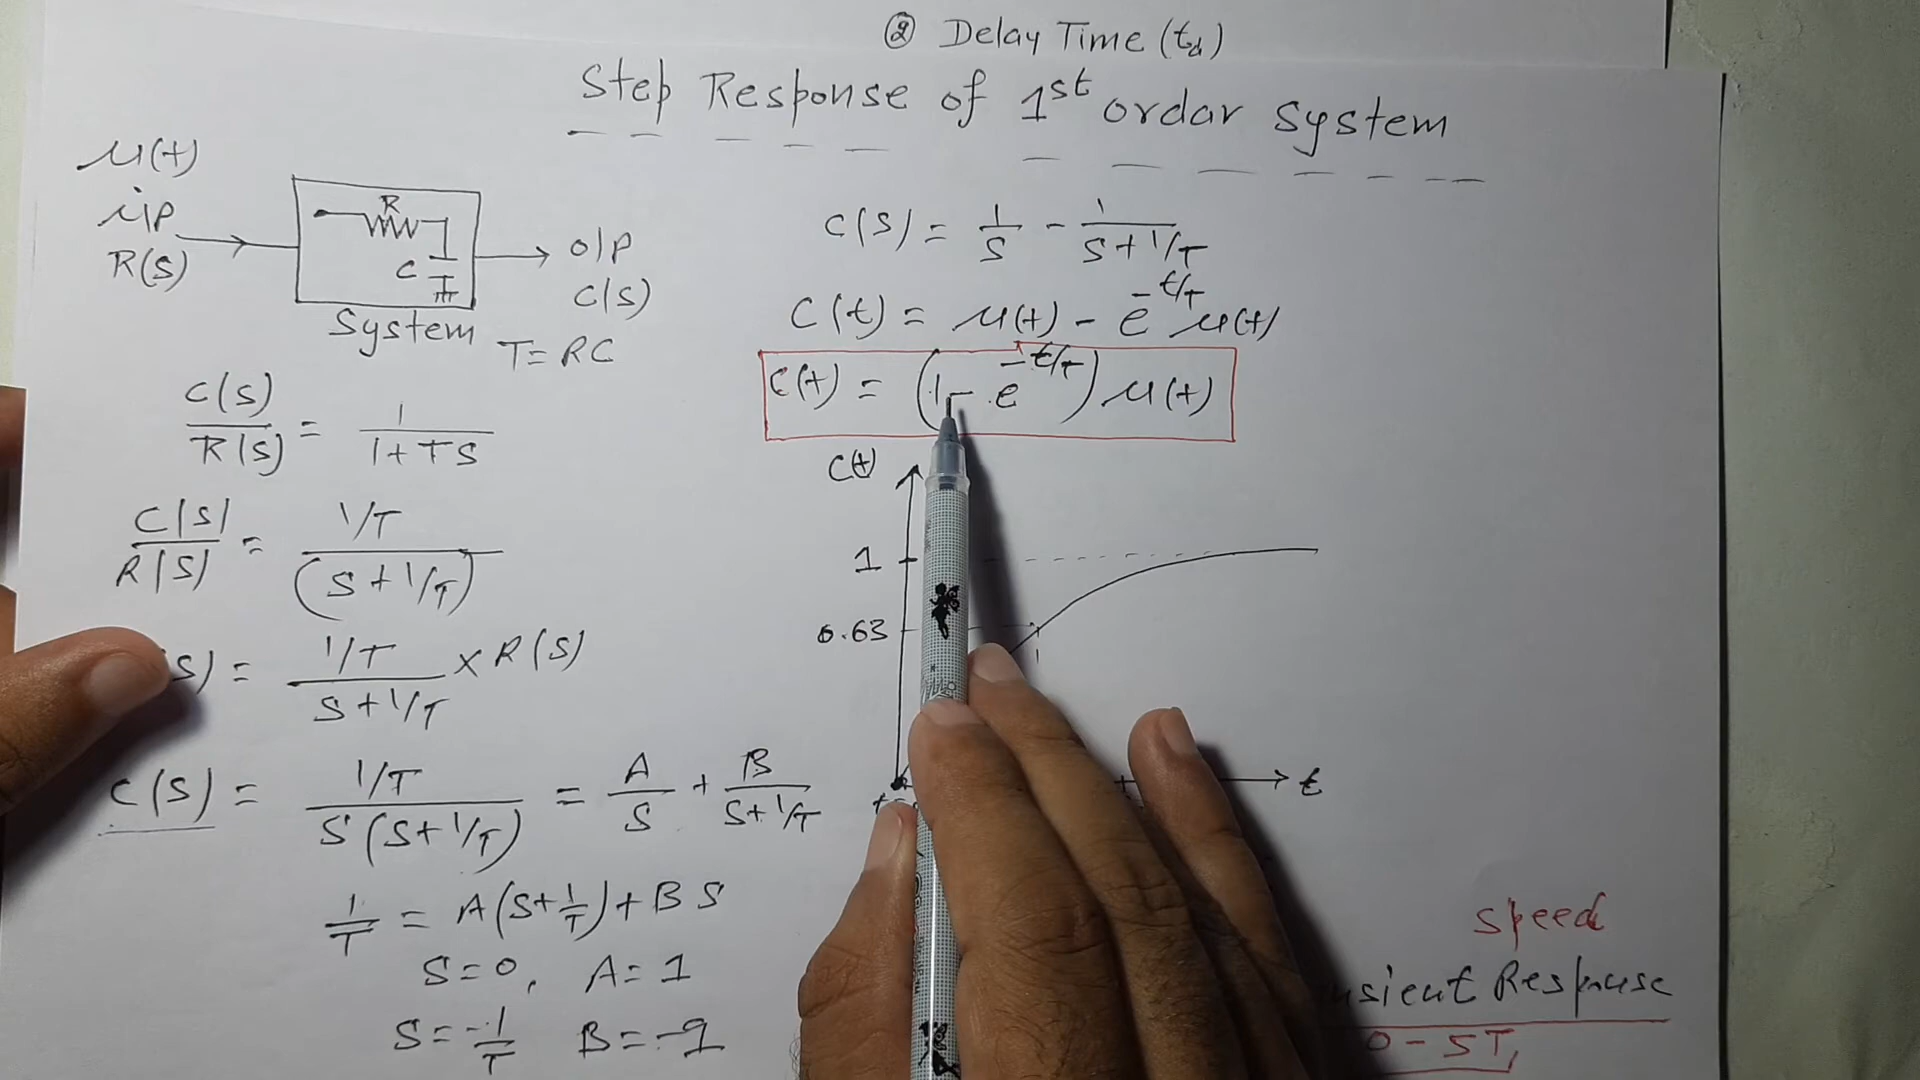 ② Delay Time (td)
Step Response of 1st ordar system
u(t)
i/P
R(s)
R
C
o/P
C(s)
System
T = RC
C(s)/R(s) = 1/(1+TS)
C(s)/R(s) = (1/T)/(S+1/T)
s) = (1/T)/(S+1/T) × R(s)
C(s) = (1/T)/(S(S+1/T)) = A/S + B/(S+1/T)
1/T = A(S+1/T)+BS
S=0, A=1
S=-1/T B=-1
C(s) = 1/S - 1/(S+1/T)
C(t) = u(t) - e^-t/T u(t)
C(t) = (1 - e^-t/T) u(t)
C(t)
1
0.63
t
speed
Response
0-5T,